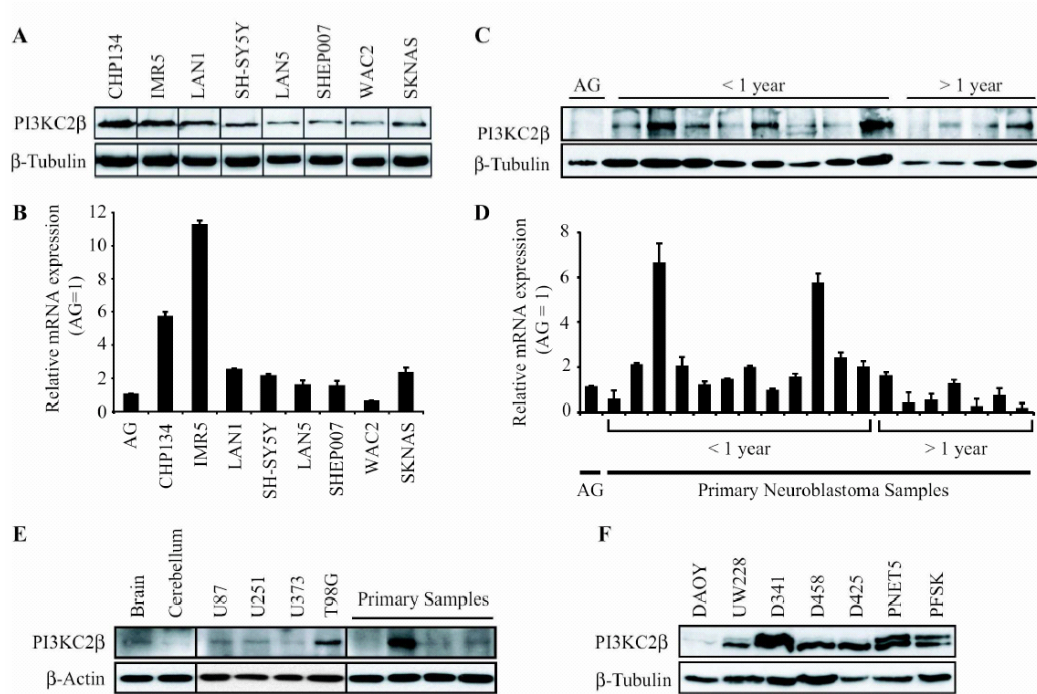 A
CHP134
IMR5
LAN1
SH-SY5Y
LAN5
SHEP007
WAC2
SKNAS
PI3KC2β
β-Tubulin
B
Relative mRNA expression
(AG=1)
12
10
8
6
4
2
0
AG
CHP134
IMR5
LAN1
SH-SY5Y
LAN5
SHEP007
WAC2
SKNAS
C
AG
< 1 year
> 1 year
PI3KC2β
β-Tubulin
D
Relative mRNA expression
(AG = 1)
8
6
4
2
0
< 1 year
> 1 year
AG
Primary Neuroblastoma Samples
E
Brain
Cerebellum
U87
U251
U373
T98G
Primary Samples
PI3KC2β
β-Actin
F
DAOY
UW228
D341
D458
D425
PNET5
PFSK
PI3KC2β
β-Tubulin